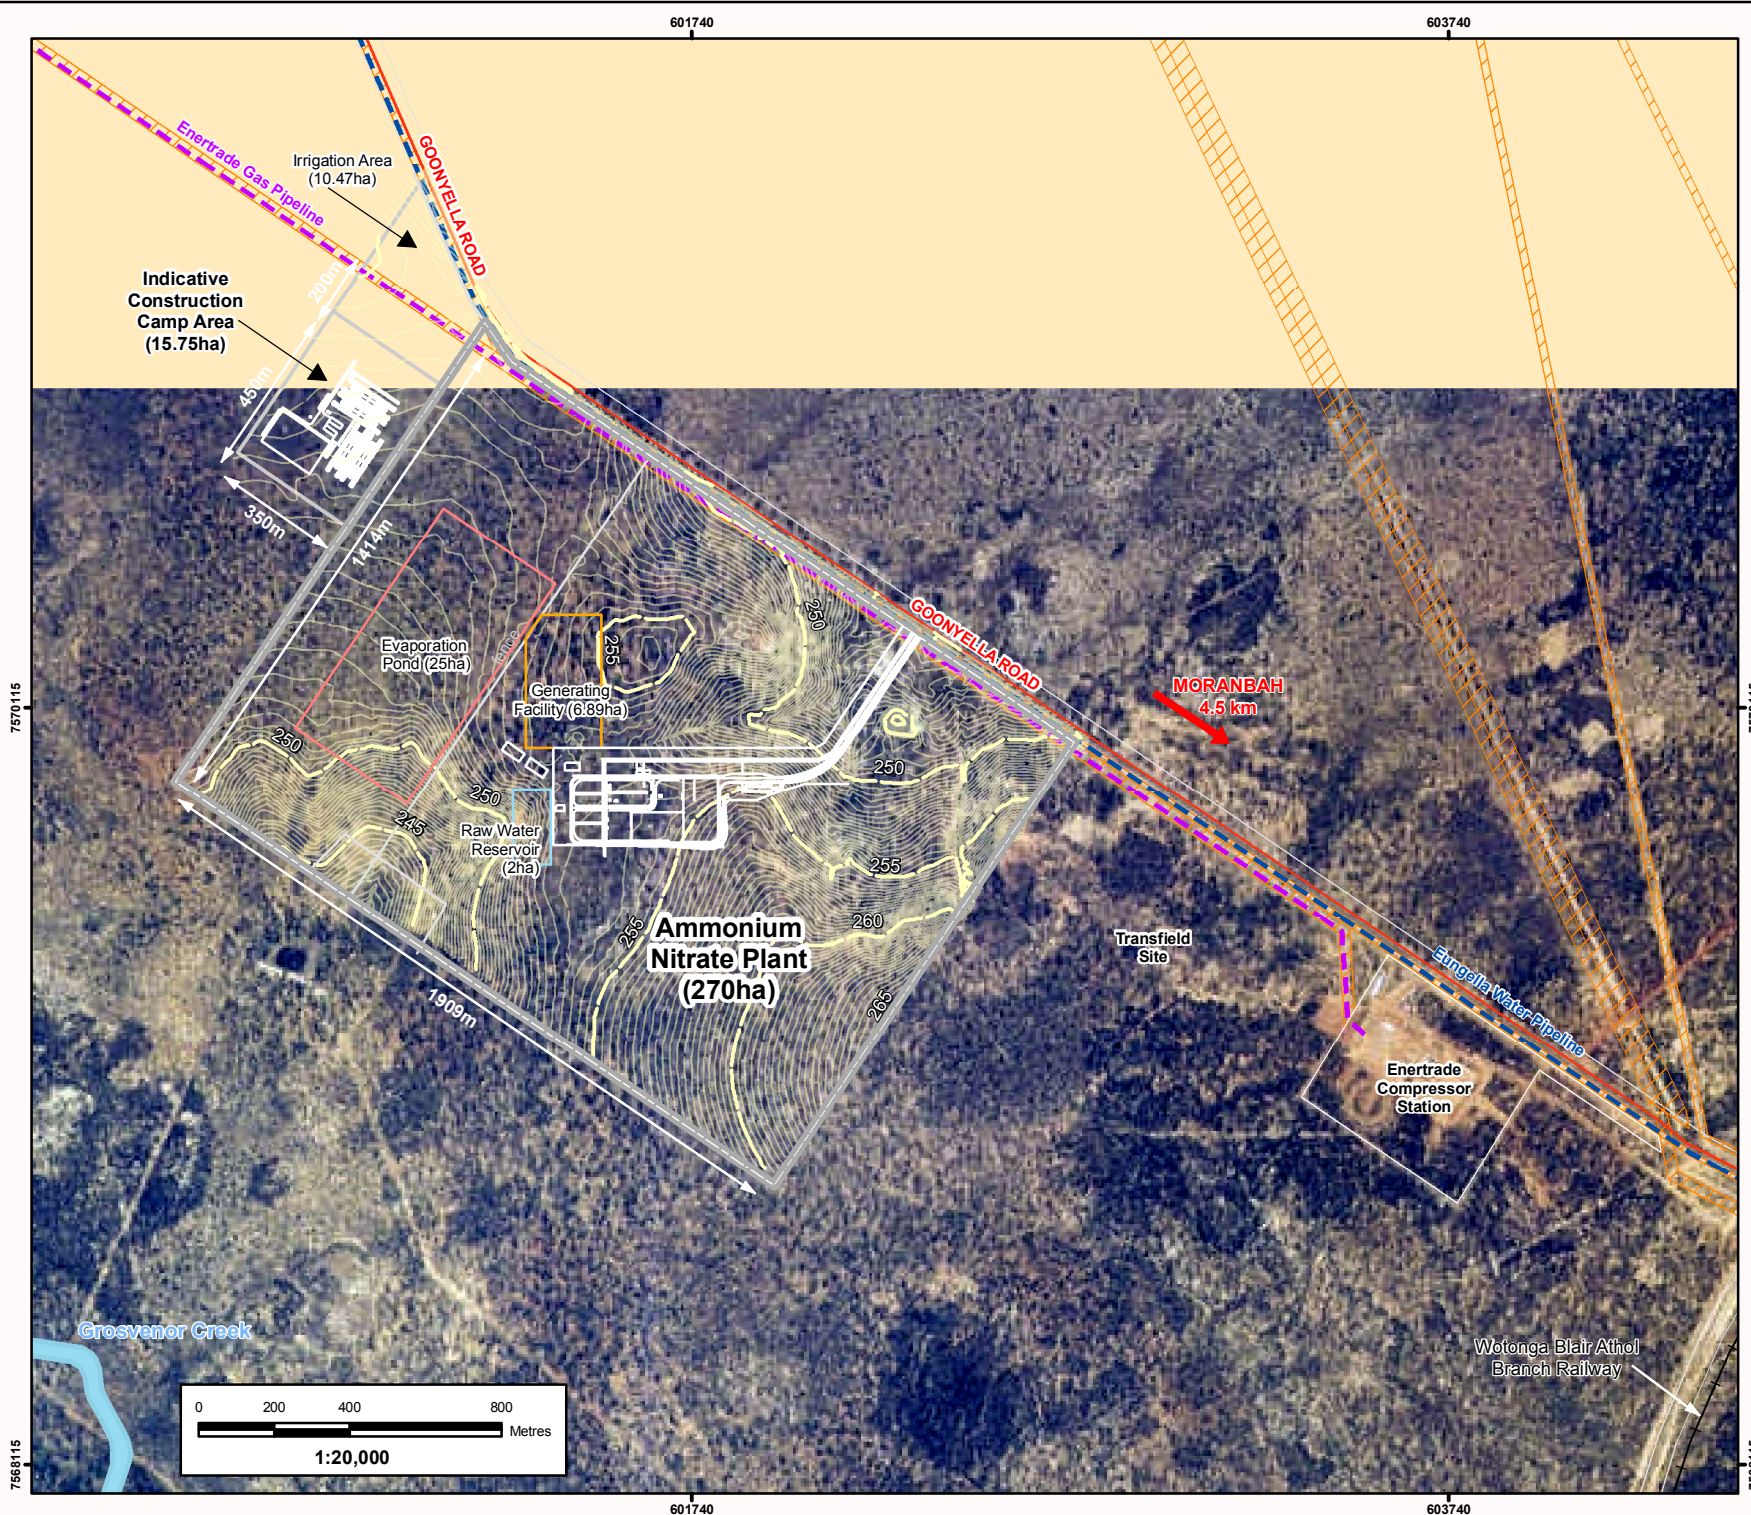 601740
603740
Enertrade Gas Pipeline
Irrigation Area
(10.47ha)
GOONYELLA ROAD
Indicative
Construction
Camp Area
(15.75ha)
200m
450m
350m
1414m
Evaporation
Pond (25ha)
fence
Generating
Facility (6.89ha)
255
250
GOONYELLA ROAD
MORANBAH
4.5 km
7570115
250
250
245
250
Raw Water
Reservoir
(2ha)
255
260
255
265
Ammonium
Nitrate Plant
(270ha)
1909m
Transfield
Site
Eungella Water Pipeline
Enertrade
Compressor
Station
Grosvenor Creek
Wotonga Blair Athol
Branch Railway
0 200 400 800
Metres
1:20,000
7568115
601740
603740